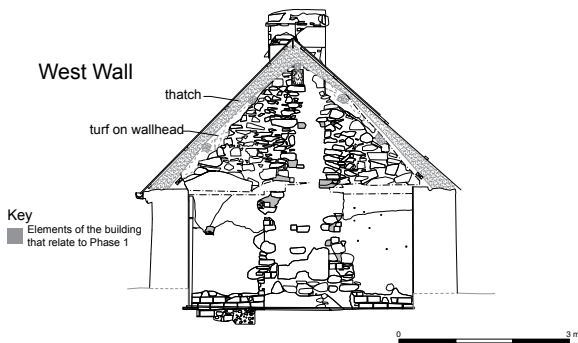 West Wall
thatch
turf on wallhead
Key
Elements of the building
that relate to Phase 1
0
3 m